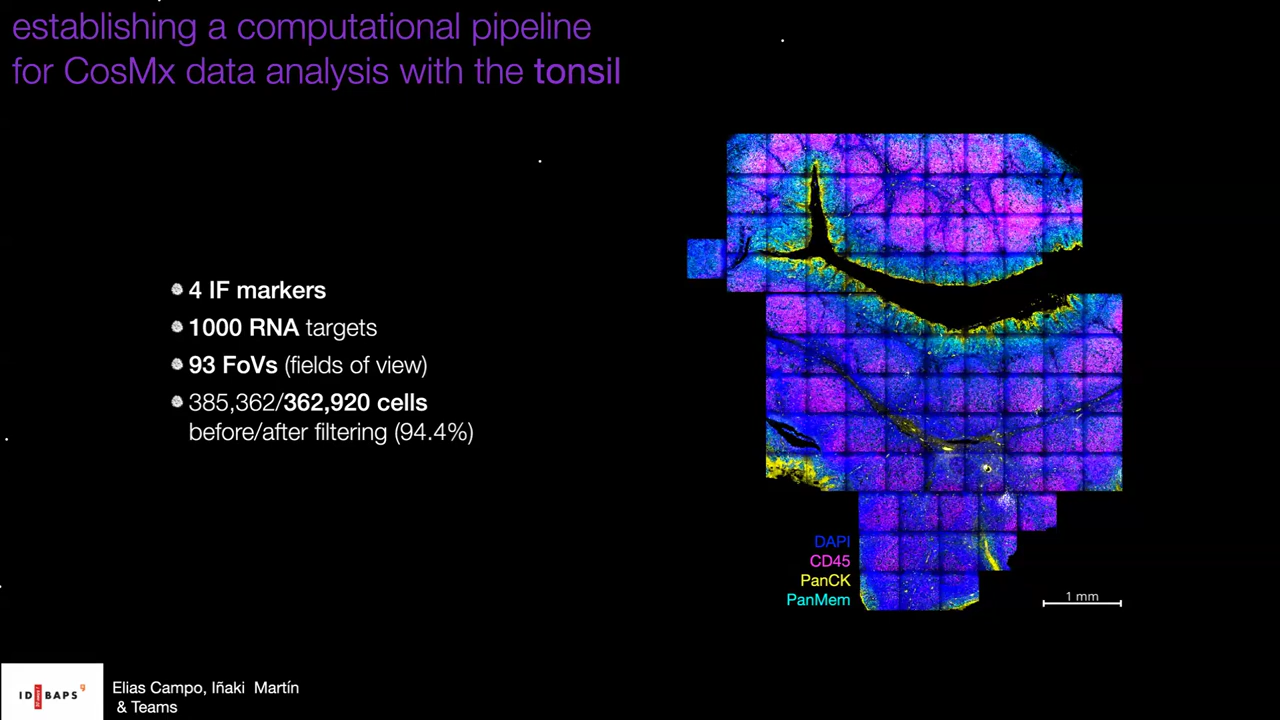 establishing a computational pipeline
for CosMx data analysis with the tonsil
4 IF markers
1000 RNA targets
93 FoVs (fields of view)
385,362/362,920 cells
before/after filtering (94.4%)
DAPI
CD45
PanCK
PanMem
1 mm
IDIBAPS
Elias Campo, Iñaki Martín
& Teams